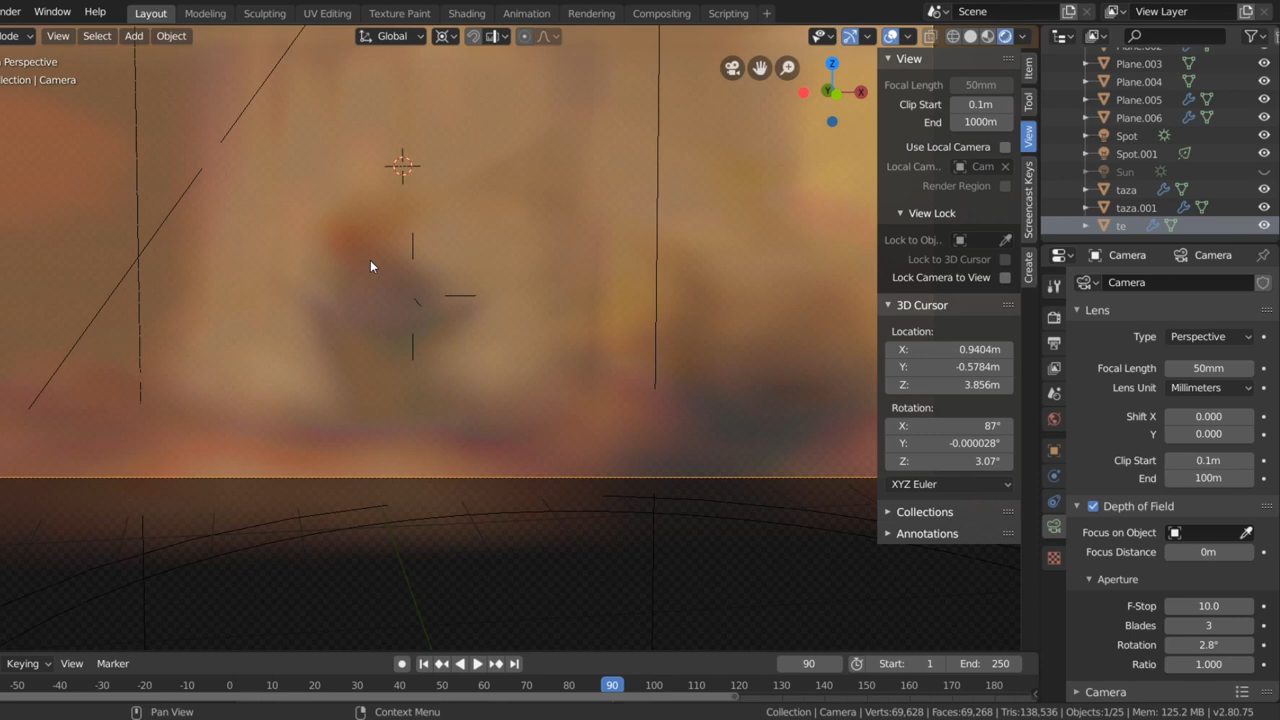 nder Window Help Layout Modeling Sculpting UV Editing Texture Paint Shading Animation Rendering Compositing Scripting + Scene View Layer
Mode View Select Add Object Global
Perspective
lection | Camera
View
Focal Length 50mm
Clip Start 0.1m
End 1000m
Use Local Camera
Local Cam.. Cam
Render Region
View Lock
Lock to Obj..
Lock to 3D Cursor
Lock Camera to View
3D Cursor
Location:
X: 0.9404m
Y: -0.5784m
Z: 3.856m
Rotation:
X: 87°
Y: -0.000028°
Z: 3.07°
XYZ Euler
Collections
Annotations
Z
Y
X
Item
Tool
View
Screencast Keys
Create
Plane.003
Plane.004
Plane.005
Plane.006
Spot
Spot.001
Sun
taza
taza.001
te
Camera Camera
Camera
Lens
Type Perspective
Focal Length 50mm
Lens Unit Millimeters
Shift X 0.000
Y 0.000
Clip Start 0.1m
End 100m
Depth of Field
Focus on Object
Focus Distance 0m
Aperture
F-Stop 10.0
Blades 3
Rotation 2.8°
Ratio 1.000
Camera
Keying View Marker 90 Start: 1 End: 250
-50 -40 -30 -20 -10 0 10 20 30 40 50 60 70 80 90 100 110 120 130 140 150 160 170 180
Pan View Context Menu Collection | Camera | Verts:69,628 | Faces:69,268 | Tris:138,536 | Objects:1/25 | Mem: 125.2 MB | v2.80.75